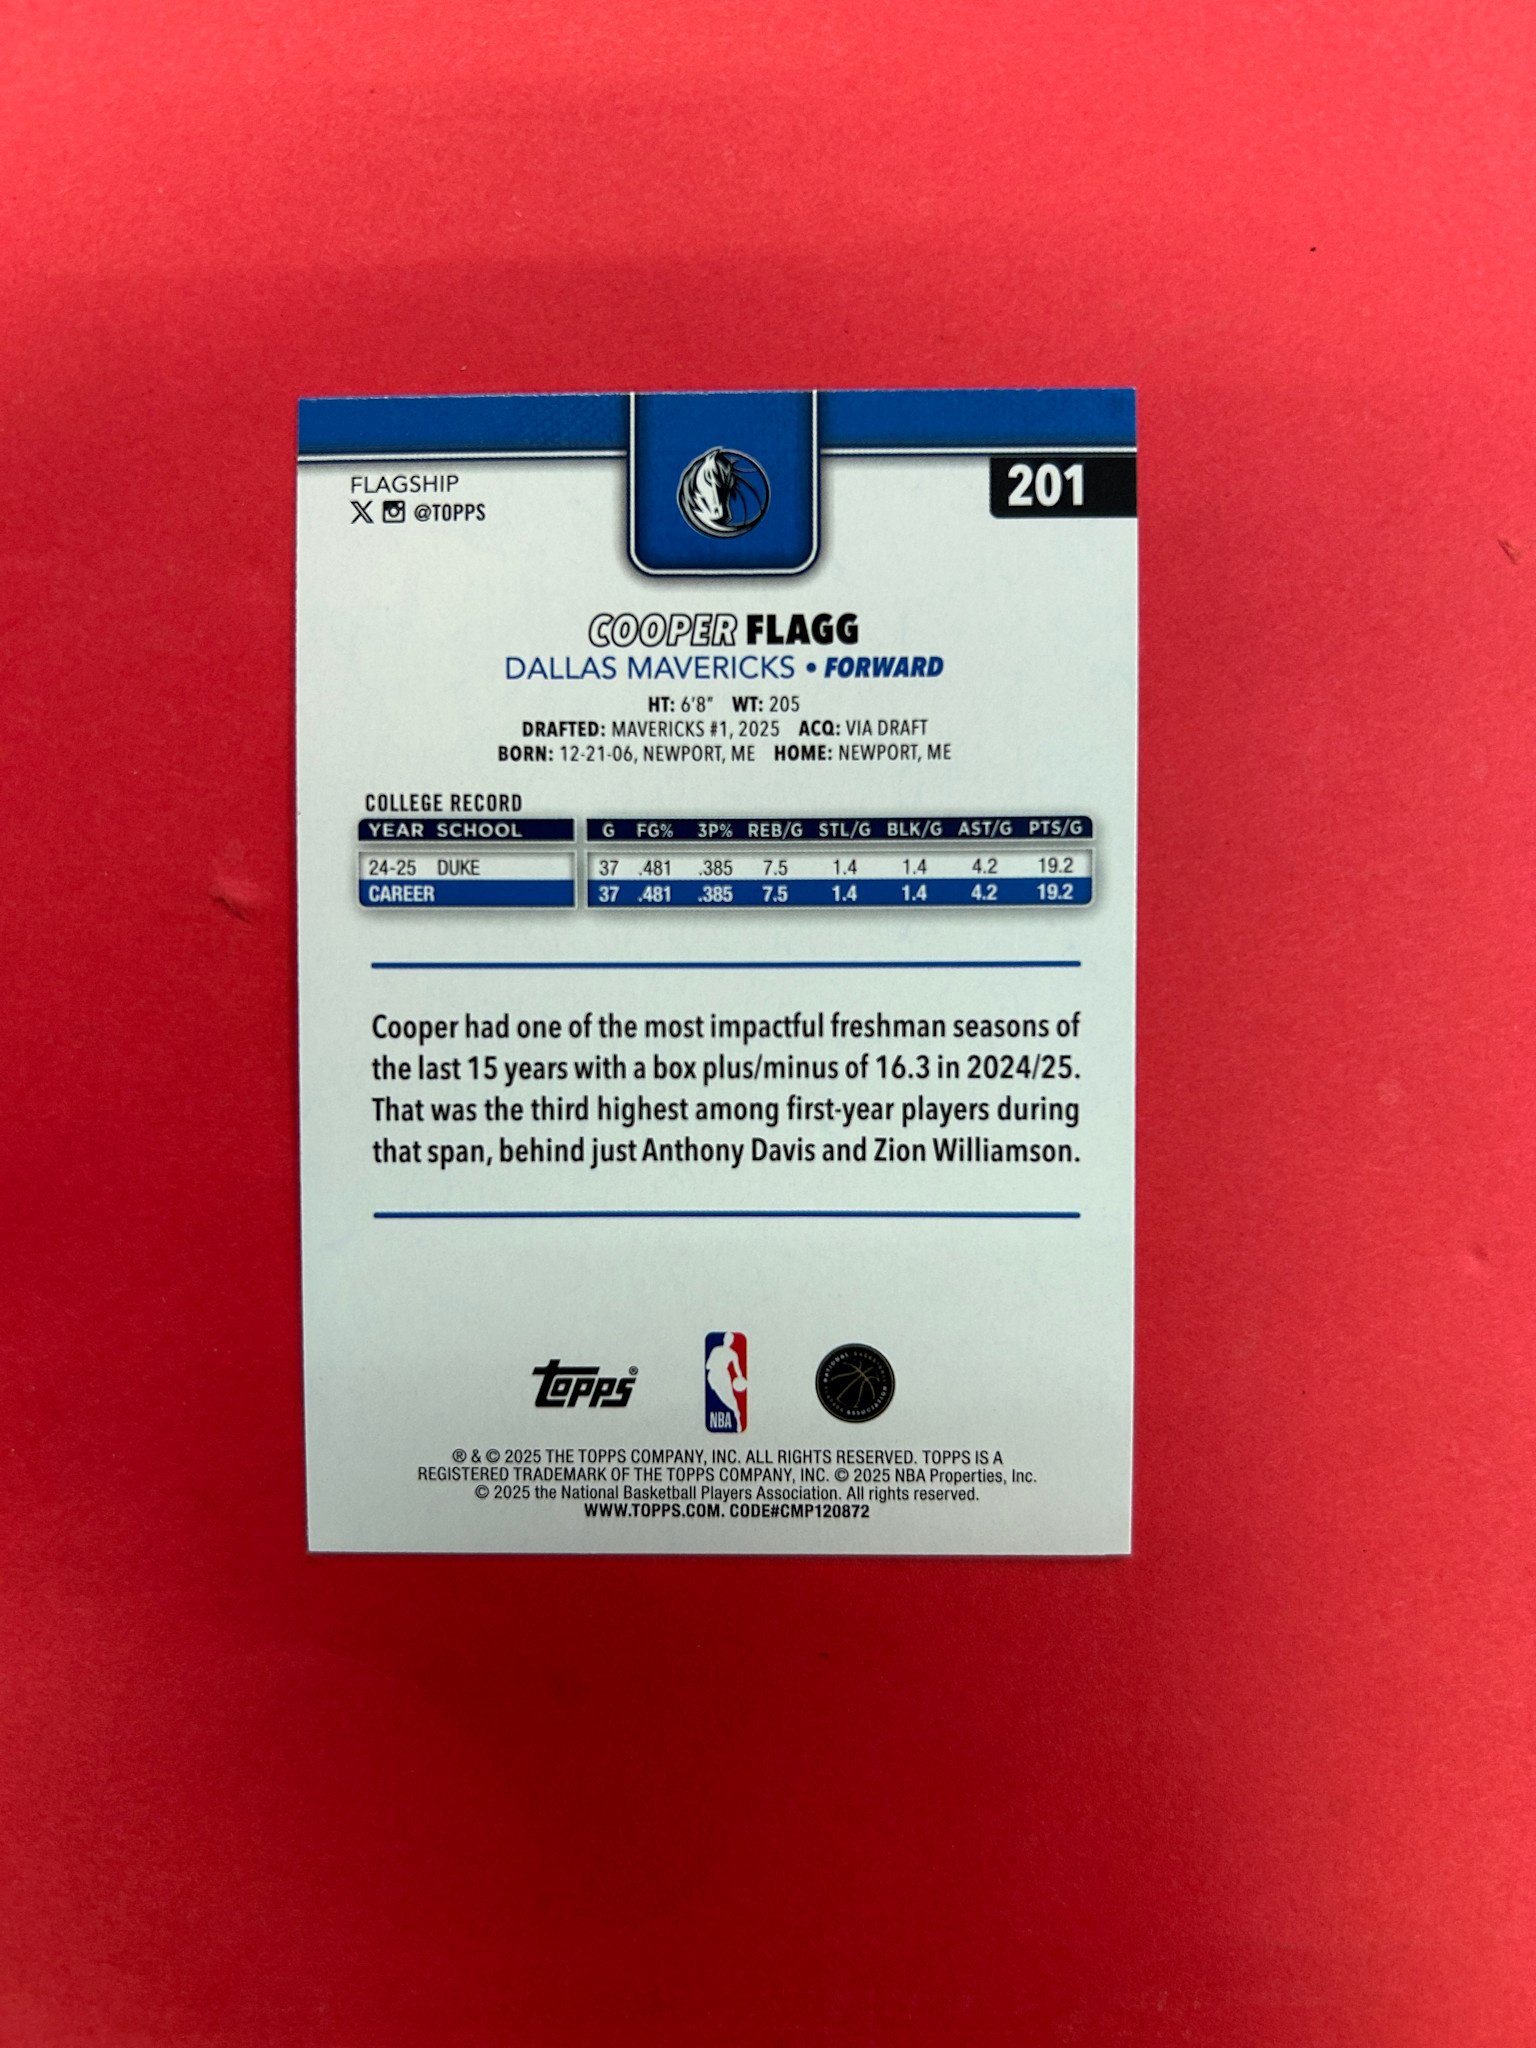 FLAGSHIP
@TOPPS
201
COOPER FLAGG
DALLAS MAVERICKS • FORWARD
HT: 6'8" WT: 205
DRAFTED: MAVERICKS #1, 2025 ACQ: VIA DRAFT
BORN: 12-21-06, NEWPORT, ME HOME: NEWPORT, ME
COLLEGE RECORD
YEAR SCHOOL G FG% 3P% REB/G STL/G BLK/G AST/G PTS/G
24-25 DUKE 37 .481 .385 7.5 1.4 1.4 4.2 19.2
CAREER 37 .481 .385 7.5 1.4 1.4 4.2 19.2
Cooper had one of the most impactful freshman seasons of
the last 15 years with a box plus/minus of 16.3 in 2024/25.
That was the third highest among first-year players during
that span, behind just Anthony Davis and Zion Williamson.
topps®
NBA
NATIONAL BASKETBALL PLAYERS ASSOCIATION
® & © 2025 THE TOPPS COMPANY, INC. ALL RIGHTS RESERVED. TOPPS IS A
REGISTERED TRADEMARK OF THE TOPPS COMPANY, INC. © 2025 NBA Properties, Inc.
© 2025 the National Basketball Players Association. All rights reserved.
WWW.TOPPS.COM. CODE#CMP120872